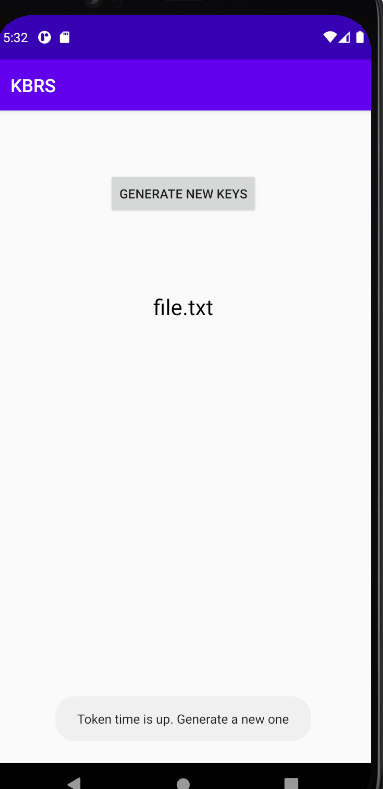 5:32
KBRS
GENERATE NEW KEYS
file.txt
Token time is up. Generate a new one